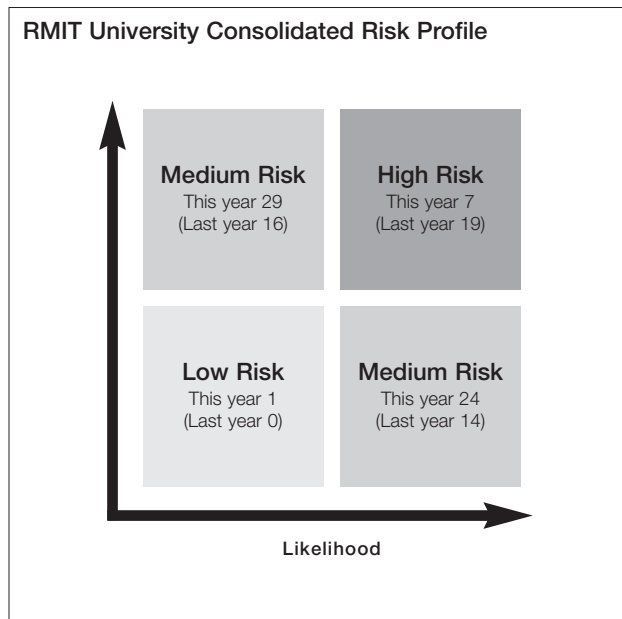 RMIT University Consolidated Risk Profile
Medium Risk
This year 29
(Last year 16)
High Risk
This year 7
(Last year 19)
Low Risk
This year 1
(Last year 0)
Medium Risk
This year 24
(Last year 14)
Likelihood